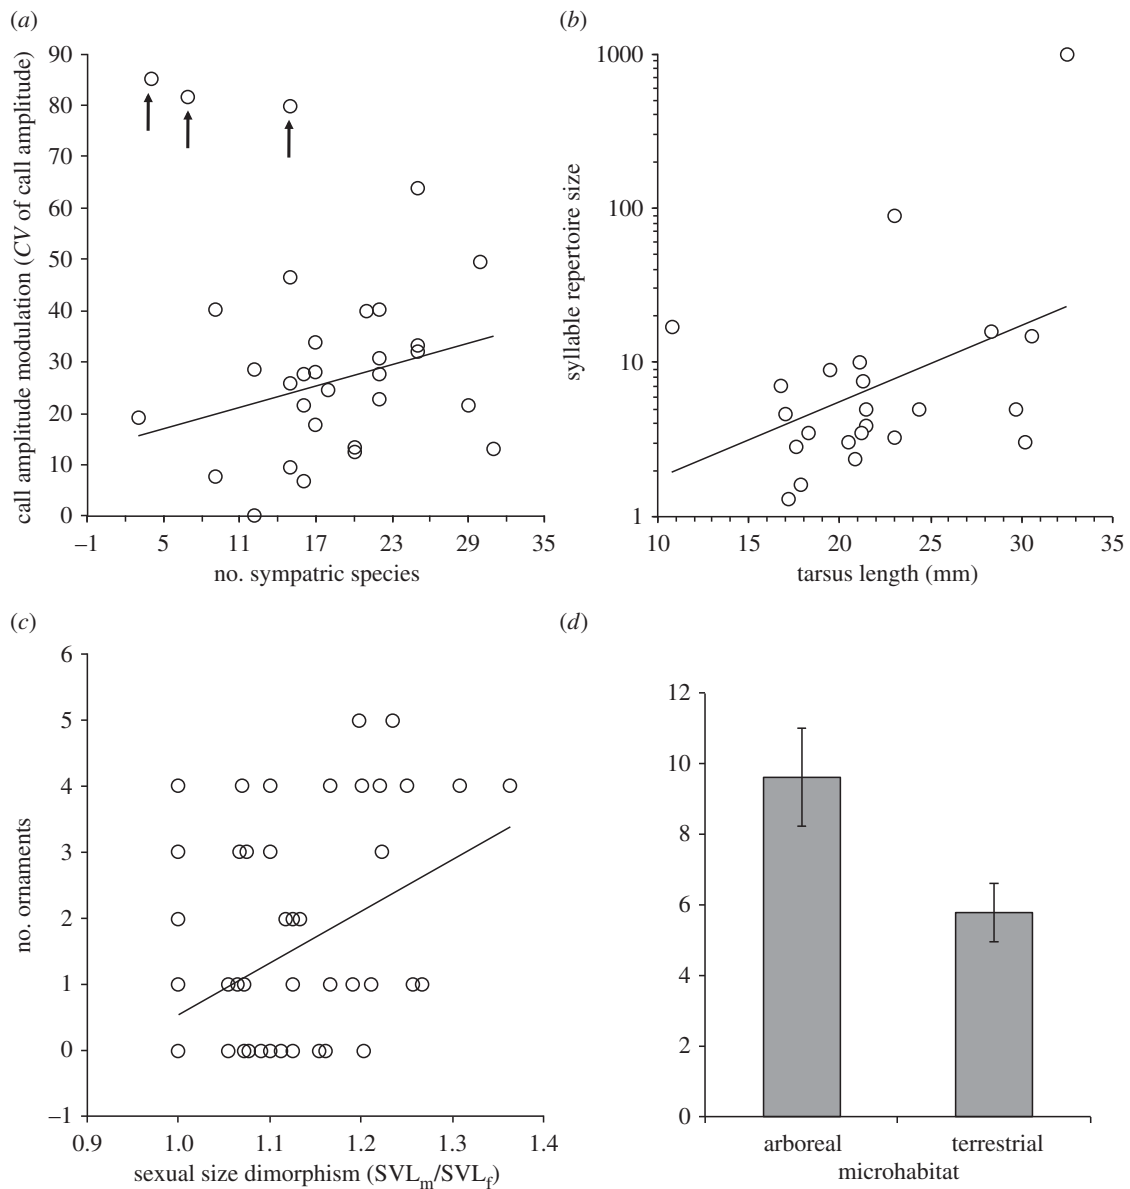 (a)
90
80
70
60
50
40
30
20
10
0
call amplitude modulation (CV of call amplitude)
–1 5 11 17 23 29 35
no. sympatric species
(b)
1000
100
10
1
syllable repertoire size
10 15 20 25 30 35
tarsus length (mm)
(c)
6
5
4
3
2
1
0
–1
no. ornaments
0.9 1.0 1.1 1.2 1.3 1.4
sexual size dimorphism (SVLm/SVLf)
(d)
12
10
8
6
4
2
0
arboreal terrestrial
microhabitat